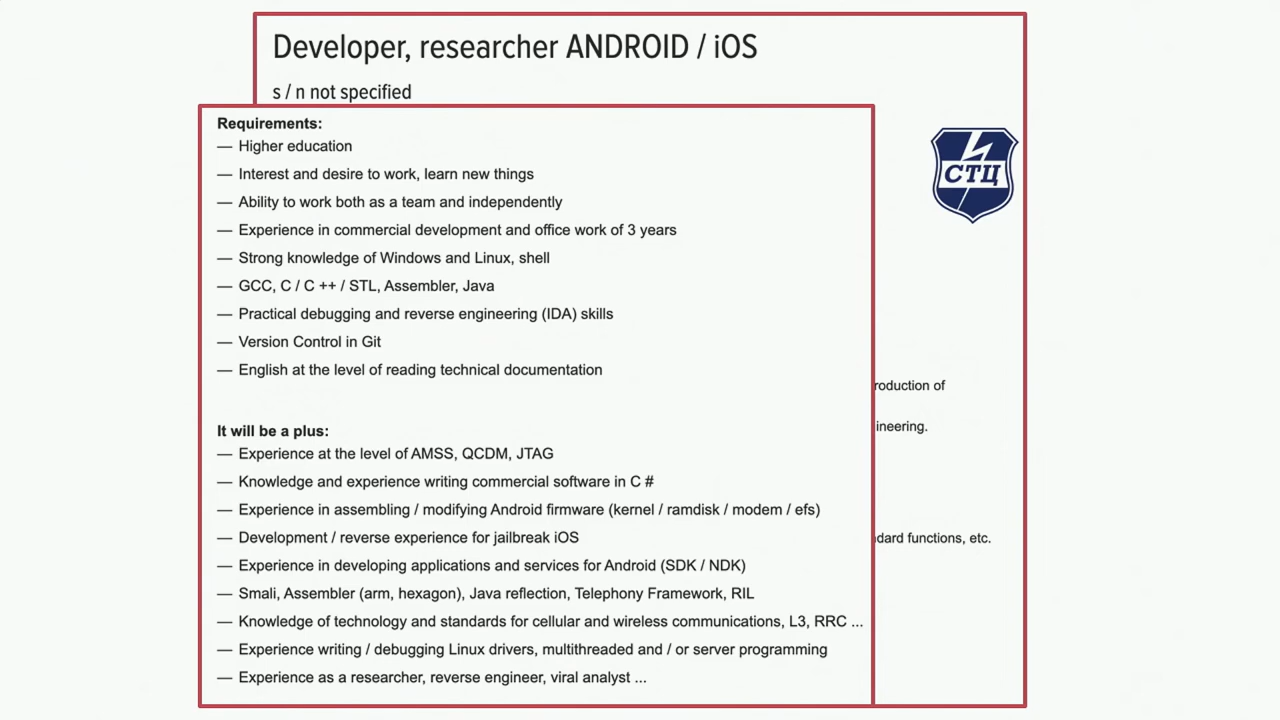 Developer, researcher ANDROID / iOS
s / n not specified
СТЦ
Requirements:
— Higher education
— Interest and desire to work, learn new things
— Ability to work both as a team and independently
— Experience in commercial development and office work of 3 years
— Strong knowledge of Windows and Linux, shell
— GCC, C / C ++ / STL, Assembler, Java
— Practical debugging and reverse engineering (IDA) skills
— Version Control in Git
— English at the level of reading technical documentation
It will be a plus:
— Experience at the level of AMSS, QCDM, JTAG
— Knowledge and experience writing commercial software in C #
— Experience in assembling / modifying Android firmware (kernel / ramdisk / modem / efs)
— Development / reverse experience for jailbreak iOS
— Experience in developing applications and services for Android (SDK / NDK)
— Smali, Assembler (arm, hexagon), Java reflection, Telephony Framework, RIL
— Knowledge of technology and standards for cellular and wireless communications, L3, RRC ...
— Experience writing / debugging Linux drivers, multithreaded and / or server programming
— Experience as a researcher, reverse engineer, viral analyst ...
roduction of
ineering.
dard functions, etc.